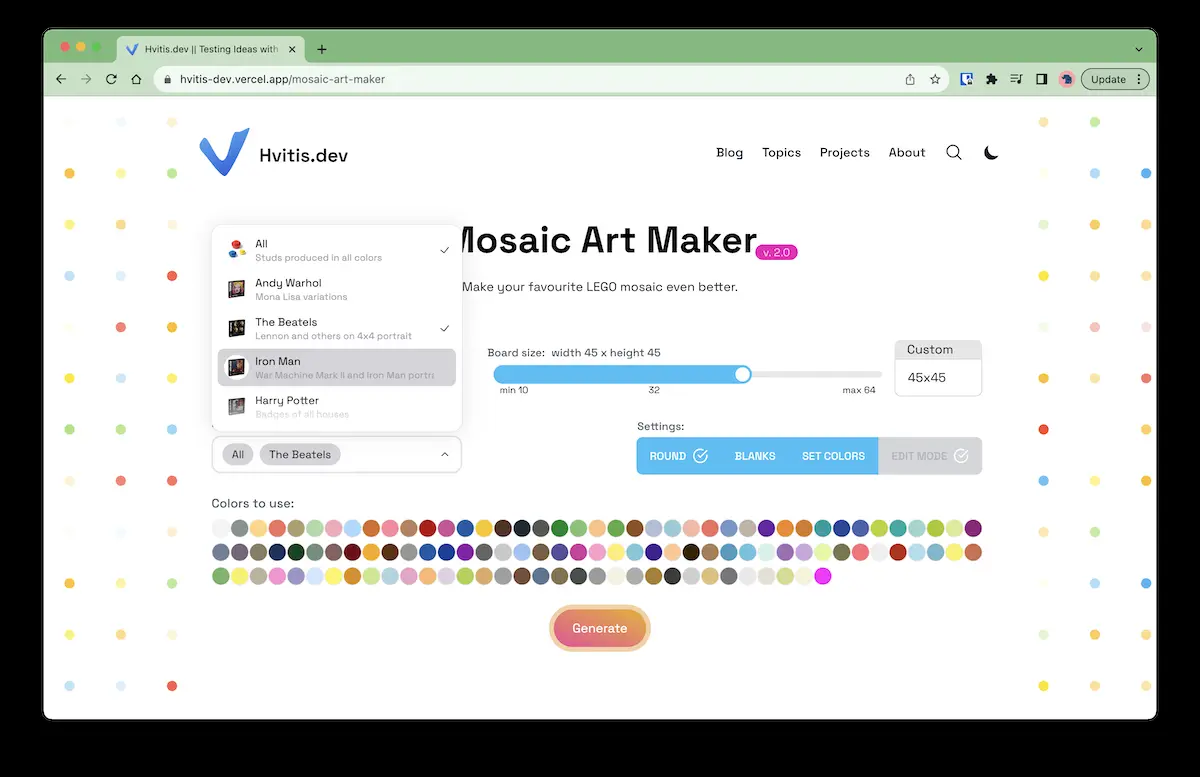 Hvitis.dev || Testing Ideas with
hvitis-dev.vercel.app/mosaic-art-maker
Update
Hvitis.dev
Blog
Topics
Projects
About
Mosaic Art Maker
v. 2.0
Make your favourite LEGO mosaic even better.
All
Studs produced in all colors
Andy Warhol
Mona Lisa variations
The Beatels
Lennon and others on 4x4 portrait
Iron Man
War Machine Mark II and Iron Man portra
Harry Potter
Badges of all houses
All
The Beatels
Board size: width 45 x height 45
min 10
32
max 64
Custom
45x45
Settings:
ROUND
BLANKS
SET COLORS
EDIT MODE
Colors to use:
Generate